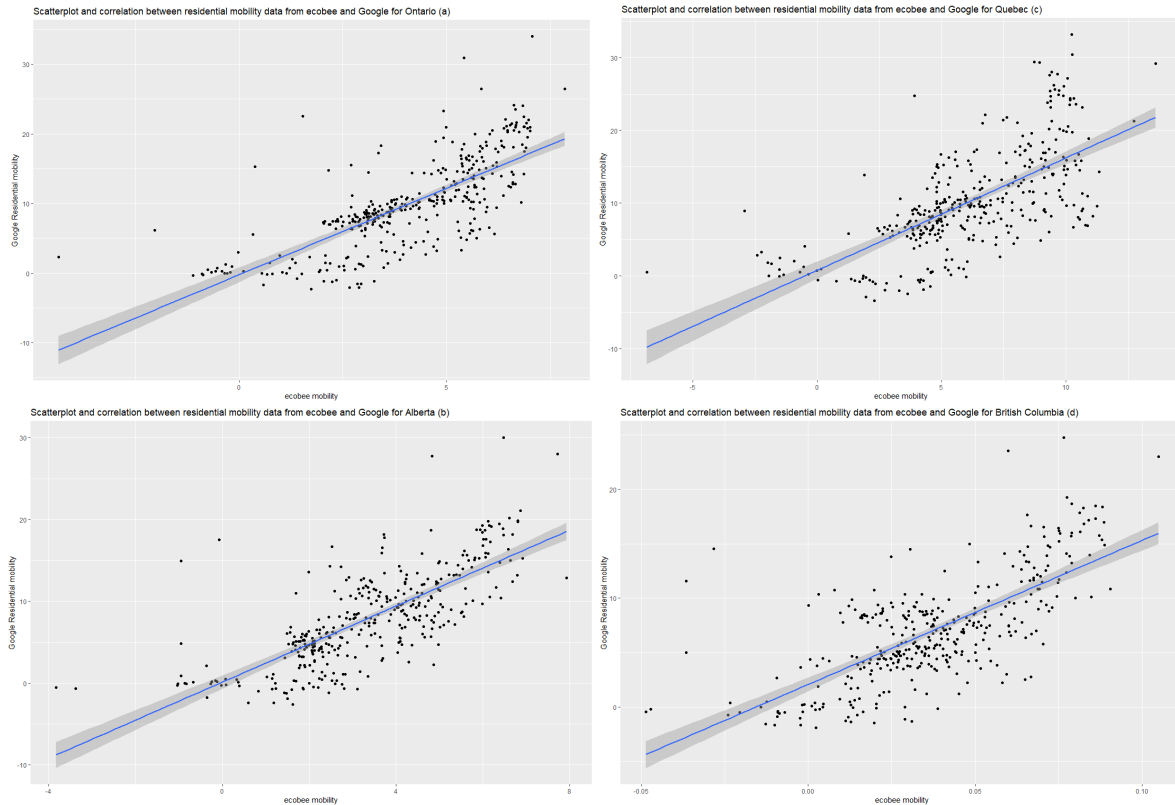 Scatterplot and correlation between residential mobility data from ecobee and Google for Ontario (a)
30
20
10
0
-10
Google Residential mobility
0
5
ecobee mobility
Scatterplot and correlation between residential mobility data from ecobee and Google for Quebec (c)
30
20
10
0
-10
Google Residential mobility
-5
0
5
10
ecobee mobility
Scatterplot and correlation between residential mobility data from ecobee and Google for Alberta (b)
30
20
10
0
-10
Google Residential mobility
-4
0
4
8
ecobee mobility
Scatterplot and correlation between residential mobility data from ecobee and Google for British Columbia (d)
20
10
0
Google Residential mobility
-0.05
0.00
0.05
0.10
ecobee mobility